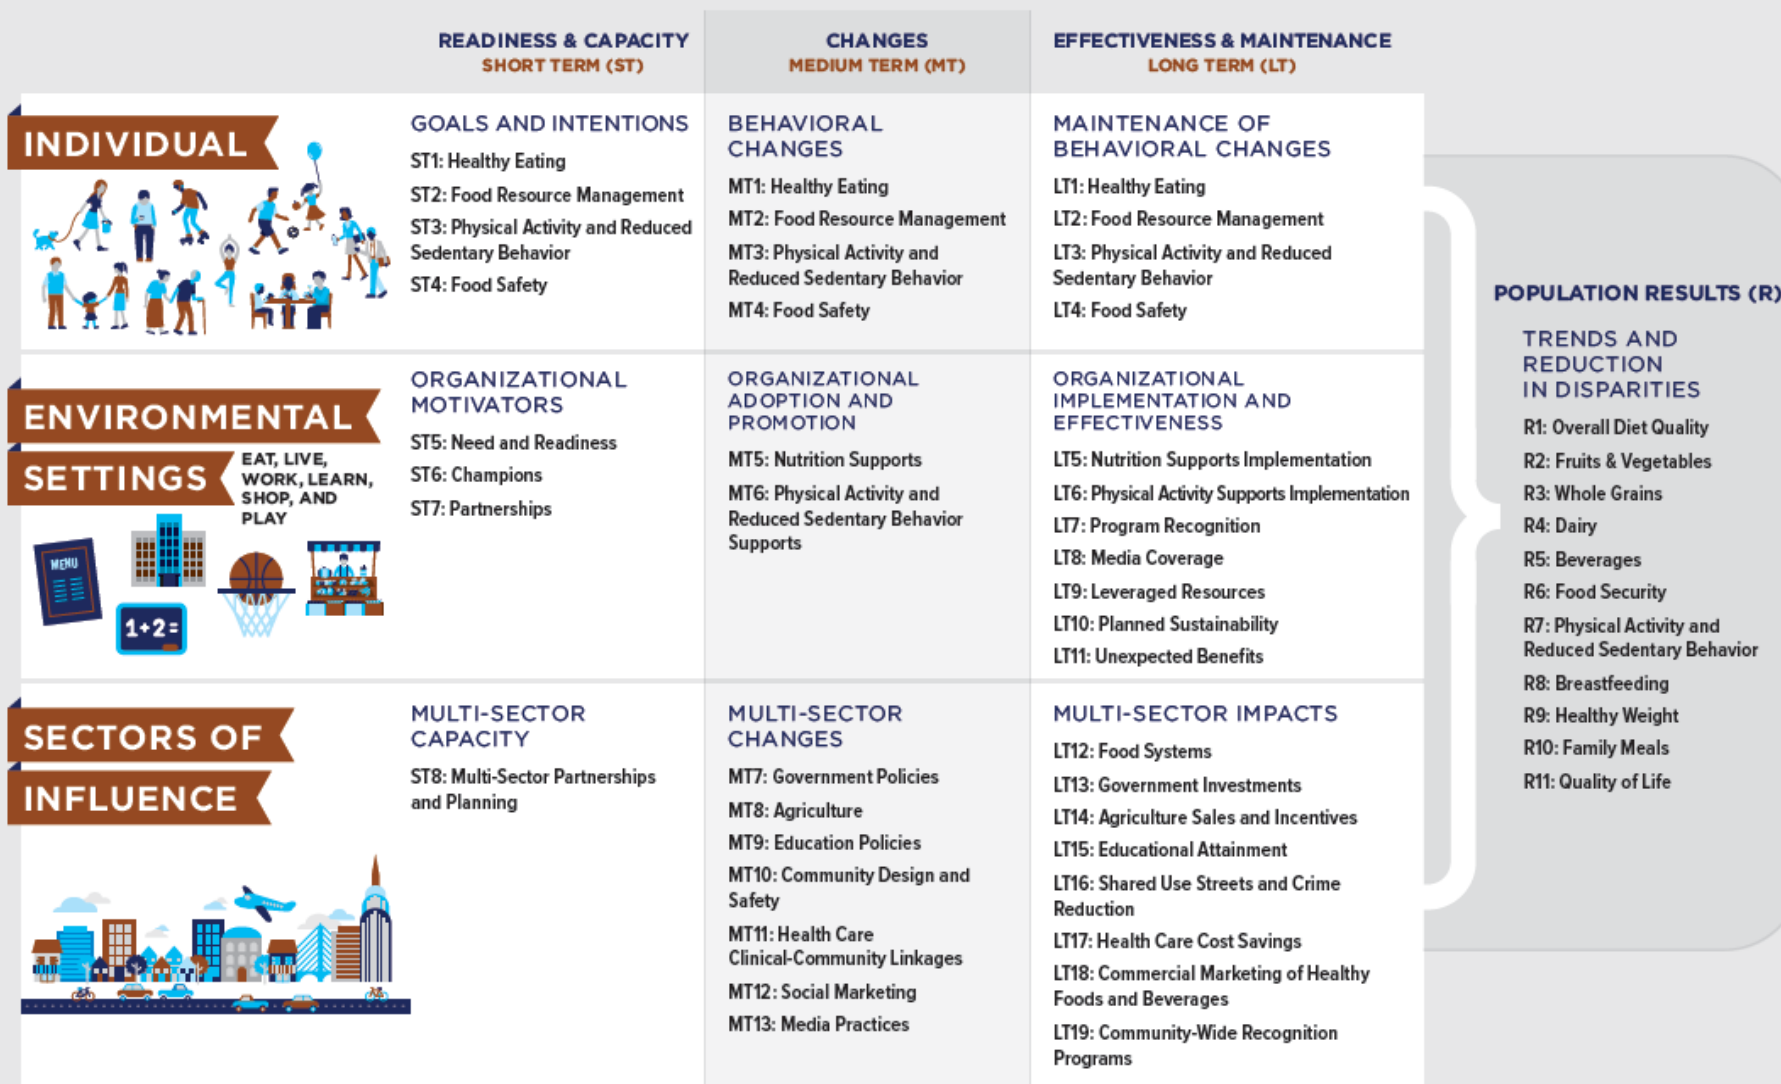 READINESS & CAPACITY
SHORT TERM (ST)
CHANGES
MEDIUM TERM (MT)
EFFECTIVENESS & MAINTENANCE
LONG TERM (LT)
INDIVIDUAL
GOALS AND INTENTIONS
ST1: Healthy Eating
ST2: Food Resource Management
ST3: Physical Activity and Reduced
Sedentary Behavior
ST4: Food Safety
BEHAVIORAL
CHANGES
MT1: Healthy Eating
MT2: Food Resource Management
MT3: Physical Activity and
Reduced Sedentary Behavior
MT4: Food Safety
MAINTENANCE OF
BEHAVIORAL CHANGES
LT1: Healthy Eating
LT2: Food Resource Management
LT3: Physical Activity and Reduced
Sedentary Behavior
LT4: Food Safety
ENVIRONMENTAL
SETTINGS
EAT, LIVE,
WORK, LEARN,
SHOP, AND
PLAY
MENU
1+2=
ORGANIZATIONAL
MOTIVATORS
ST5: Need and Readiness
ST6: Champions
ST7: Partnerships
ORGANIZATIONAL
ADOPTION AND
PROMOTION
MT5: Nutrition Supports
MT6: Physical Activity and
Reduced Sedentary Behavior
Supports
ORGANIZATIONAL
IMPLEMENTATION AND
EFFECTIVENESS
LT5: Nutrition Supports Implementation
LT6: Physical Activity Supports Implementation
LT7: Program Recognition
LT8: Media Coverage
LT9: Leveraged Resources
LT10: Planned Sustainability
LT11: Unexpected Benefits
SECTORS OF
INFLUENCE
MULTI-SECTOR
CAPACITY
ST8: Multi-Sector Partnerships
and Planning
MULTI-SECTOR
CHANGES
MT7: Government Policies
MT8: Agriculture
MT9: Education Policies
MT10: Community Design and
Safety
MT11: Health Care
Clinical-Community Linkages
MT12: Social Marketing
MT13: Media Practices
MULTI-SECTOR IMPACTS
LT12: Food Systems
LT13: Government Investments
LT14: Agriculture Sales and Incentives
LT15: Educational Attainment
LT16: Shared Use Streets and Crime
Reduction
LT17: Health Care Cost Savings
LT18: Commercial Marketing of Healthy
Foods and Beverages
LT19: Community-Wide Recognition
Programs
POPULATION RESULTS (R)
TRENDS AND
REDUCTION
IN DISPARITIES
R1: Overall Diet Quality
R2: Fruits & Vegetables
R3: Whole Grains
R4: Dairy
R5: Beverages
R6: Food Security
R7: Physical Activity and
Reduced Sedentary Behavior
R8: Breastfeeding
R9: Healthy Weight
R10: Family Meals
R11: Quality of Life